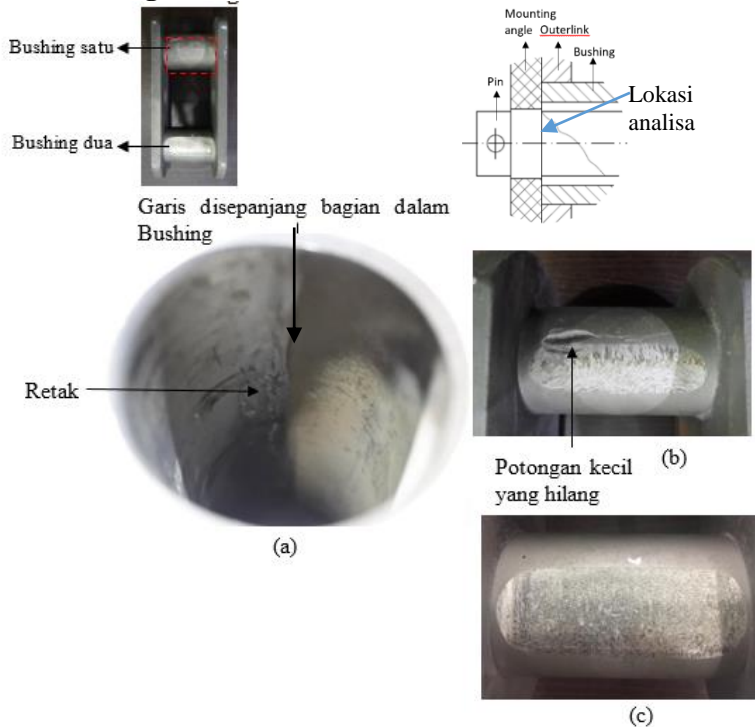 Bushing satu
Bushing dua
Mounting
angle Outerlink
Bushing
Pin
Lokasi
analisa
Garis disepanjang bagian dalam
Bushing
Retak
(a)
Potongan kecil
yang hilang
(b)
(c)